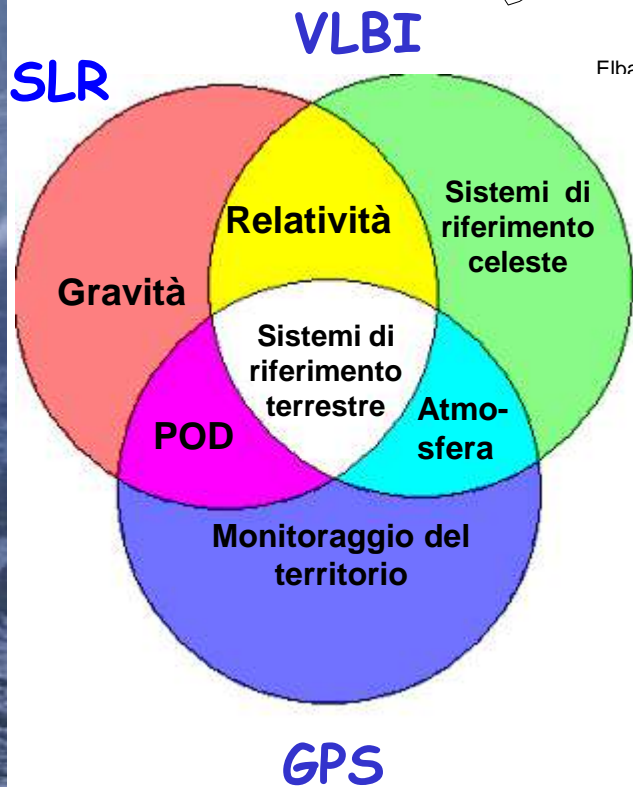 VLBI
SLR
Relatività
Sistemi di
riferimento
celeste
Gravità
Sistemi di
riferimento
terrestre
POD
Atmo-
sfera
Monitoraggio del
territorio
GPS